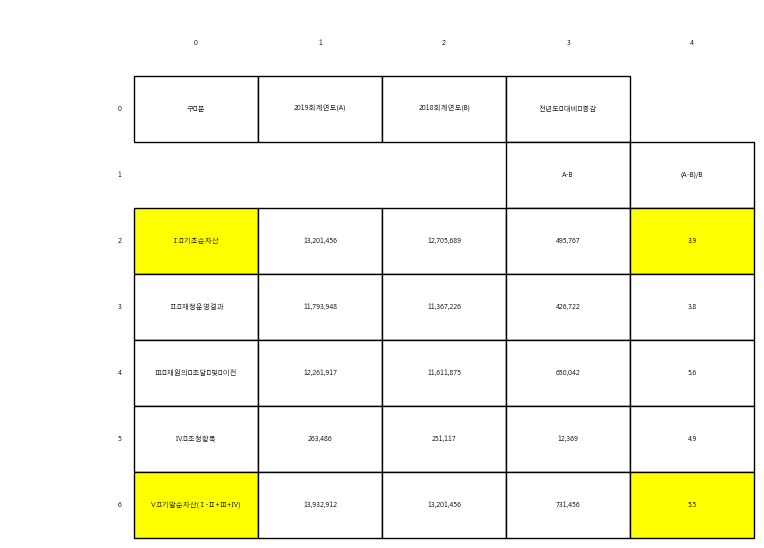 0 1 2 3 4
0 구□분 2019회계연도(A) 2018회계연도(B) 전년도□대비□증감
1 A-B (A-B)/B
2 Ⅰ.□기초순자산 13,201,456 12,705,689 495,767 3.9
3 Ⅱ.□재정운영결과 11,793,948 11,367,226 426,722 3.8
4 Ⅲ.□재원의□조달□및□이전 12,261,917 11,611,875 650,042 5.6
5 Ⅳ.□조정항목 263,486 251,117 12,369 4.9
6 Ⅴ.□기말순자산(Ⅰ-Ⅱ+Ⅲ+Ⅳ) 13,932,912 13,201,456 731,456 5.5